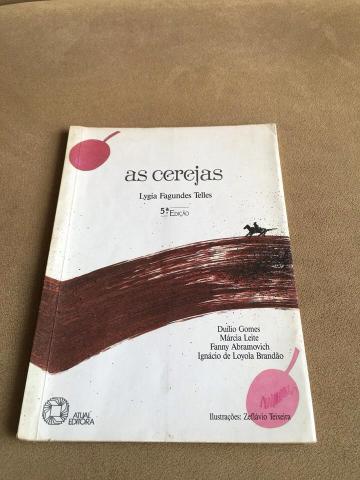 as cerejas
Lygia Fagundes Telles
5ª EDIÇÃO
Duílio Gomes
Márcia Leite
Fanny Abramovich
Ignácio de Loyola Brandão
ATUAL
EDITORA
Ilustrações: Zeflávio Teixeira